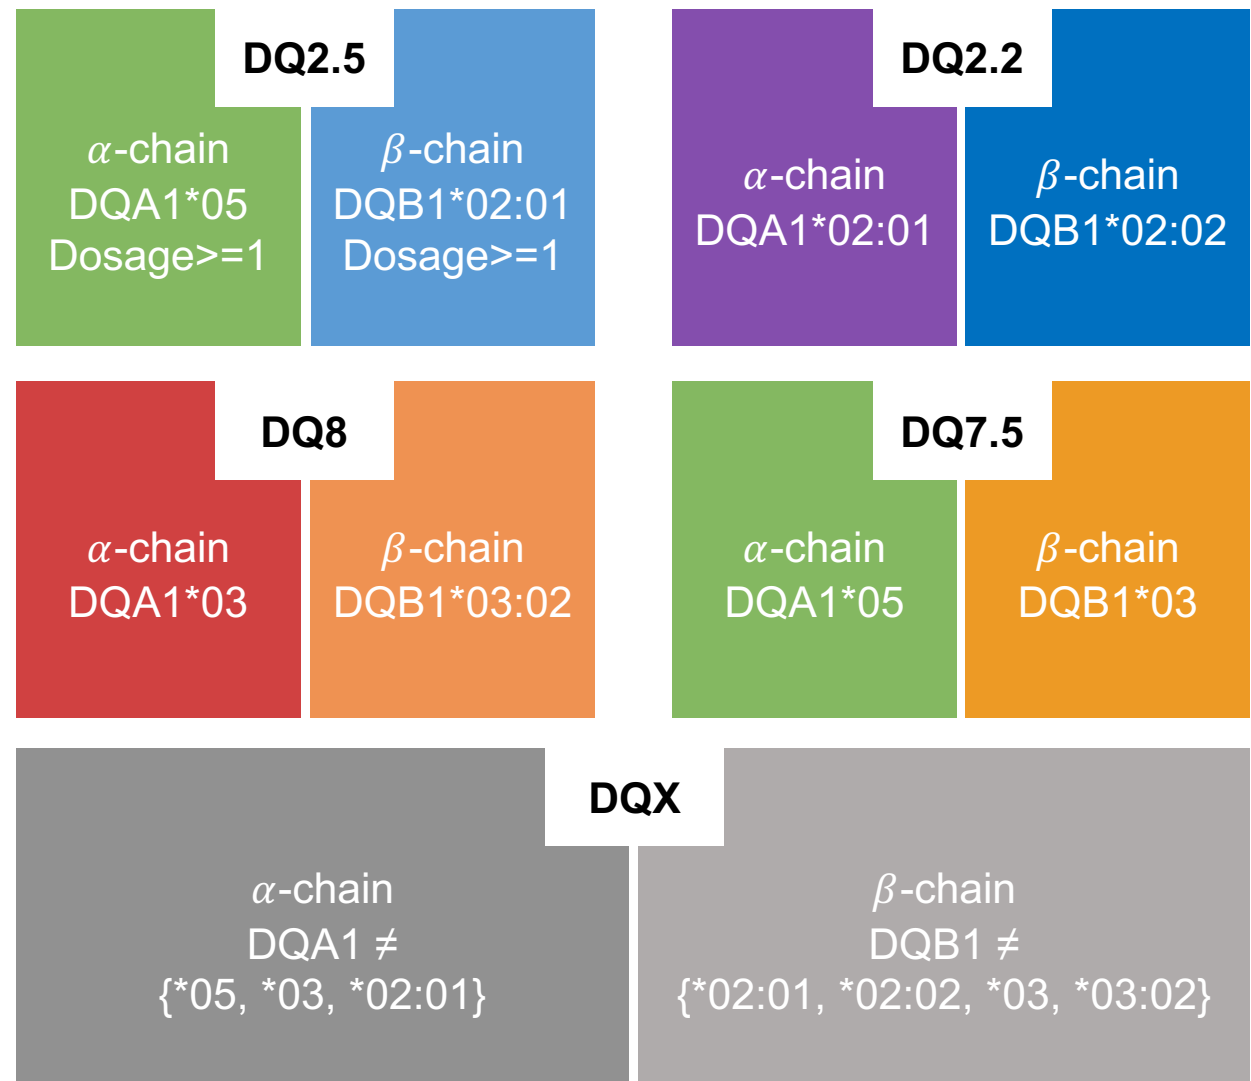 DQ2.5
α-chain
DQA1*05
Dosage>=1
β-chain
DQB1*02:01
Dosage>=1
DQ2.2
α-chain
DQA1*02:01
β-chain
DQB1*02:02
DQ8
α-chain
DQA1*03
β-chain
DQB1*03:02
DQ7.5
α-chain
DQA1*05
β-chain
DQB1*03
DQX
α-chain
DQA1 ≠
{*05, *03, *02:01}
β-chain
DQB1 ≠
{*02:01, *02:02, *03, *03:02}